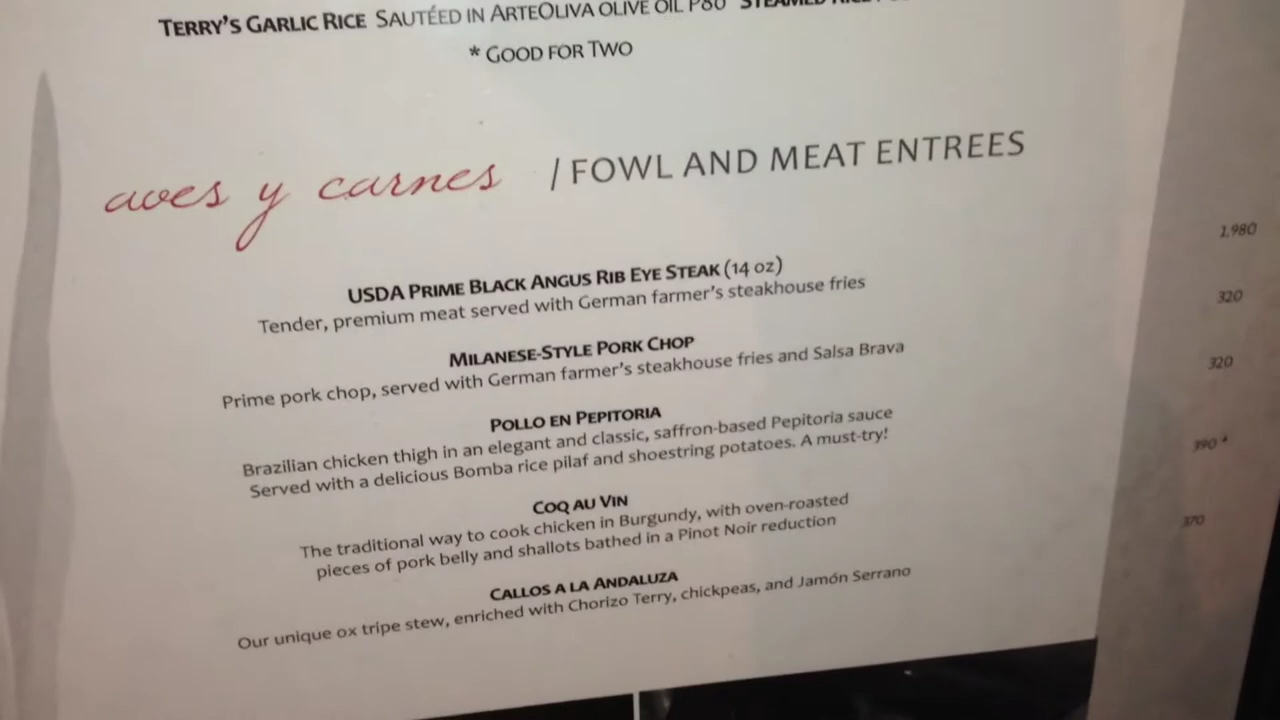 TERRY'S GARLIC RICE SAUTÉED IN ARTEOLIVA OLIVE OIL P80 STEAMED RICE
* GOOD FOR TWO
aves y carnes / FOWL AND MEAT ENTREES
USDA PRIME BLACK ANGUS RIB EYE STEAK (14 OZ)
1,980
Tender, premium meat served with German farmer's steakhouse fries
MILANESE-STYLE PORK CHOP
320
Prime pork chop, served with German farmer's steakhouse fries and Salsa Brava
POLLO EN PEPITORIA
320
Brazilian chicken thigh in an elegant and classic, saffron-based Pepitoria sauce
Served with a delicious Bomba rice pilaf and shoestring potatoes. A must-try!
COQ AU VIN
390 *
The traditional way to cook chicken in Burgundy, with oven-roasted
pieces of pork belly and shallots bathed in a Pinot Noir reduction
CALLOS A LA ANDALUZA
370
Our unique ox tripe stew, enriched with Chorizo Terry, chickpeas, and Jamón Serrano